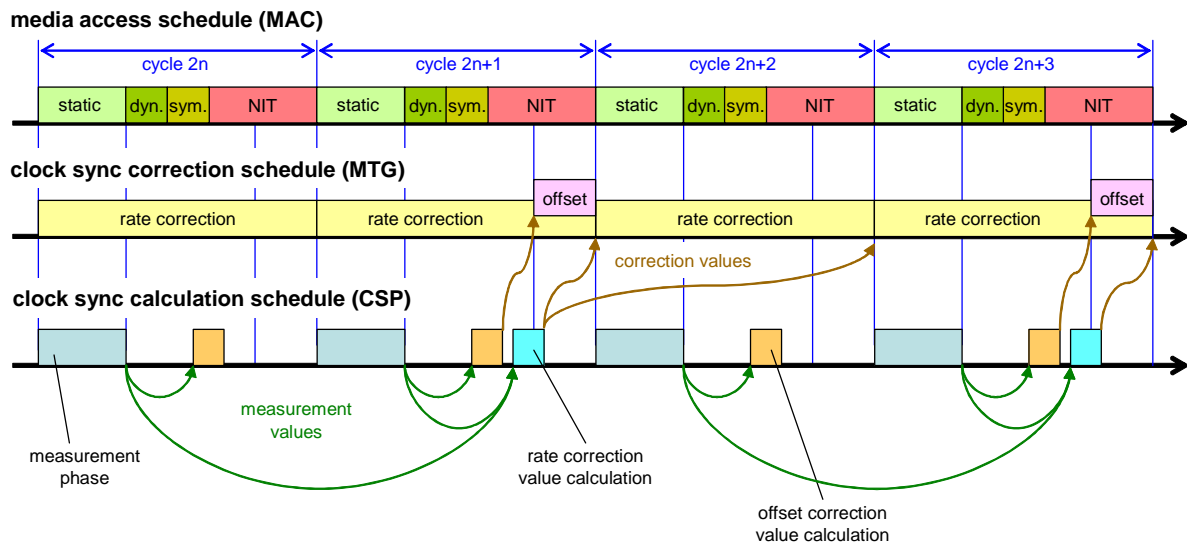 media access schedule (MAC)
cycle 2n
cycle 2n+1
cycle 2n+2
cycle 2n+3
static
dyn.
sym.
NIT
static
dyn.
sym.
NIT
static
dyn.
sym.
NIT
static
dyn.
sym.
NIT
clock sync correction schedule (MTG)
offset
offset
rate correction
rate correction
rate correction
rate correction
correction values
clock sync calculation schedule (CSP)
measurement
values
measurement
phase
rate correction
value calculation
offset correction
value calculation